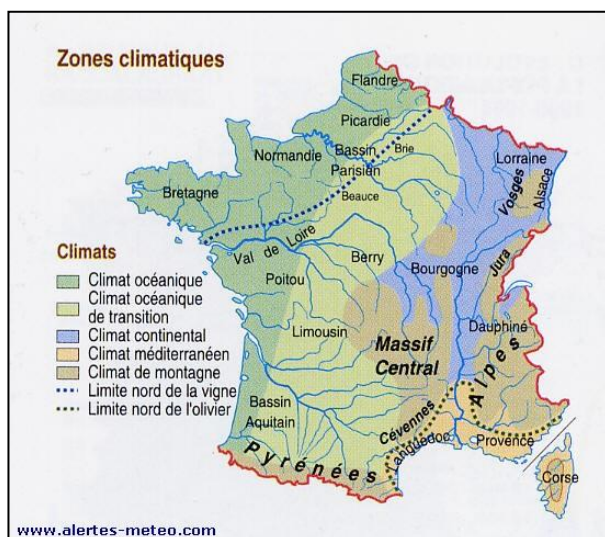 Zones climatiques
Flandre
Picardie
Normandie
Bassin
Parisien
Brie
Lorraine
Vosges
Alsace
Bretagne
Beauce
Val de Loire
Berry
Bourgogne
Jura
Poitou
Climats
Climat océanique
Climat océanique
de transition
Climat continental
Climat méditerranéen
Climat de montagne
Limite nord de la vigne
Limite nord de l'olivier
Limousin
Massif
Central
Dauphiné
Alpes
Bassin
Aquitain
Cévennes
Languedoc
Provence
Pyrénées
Corse
www.alertes-meteo.com